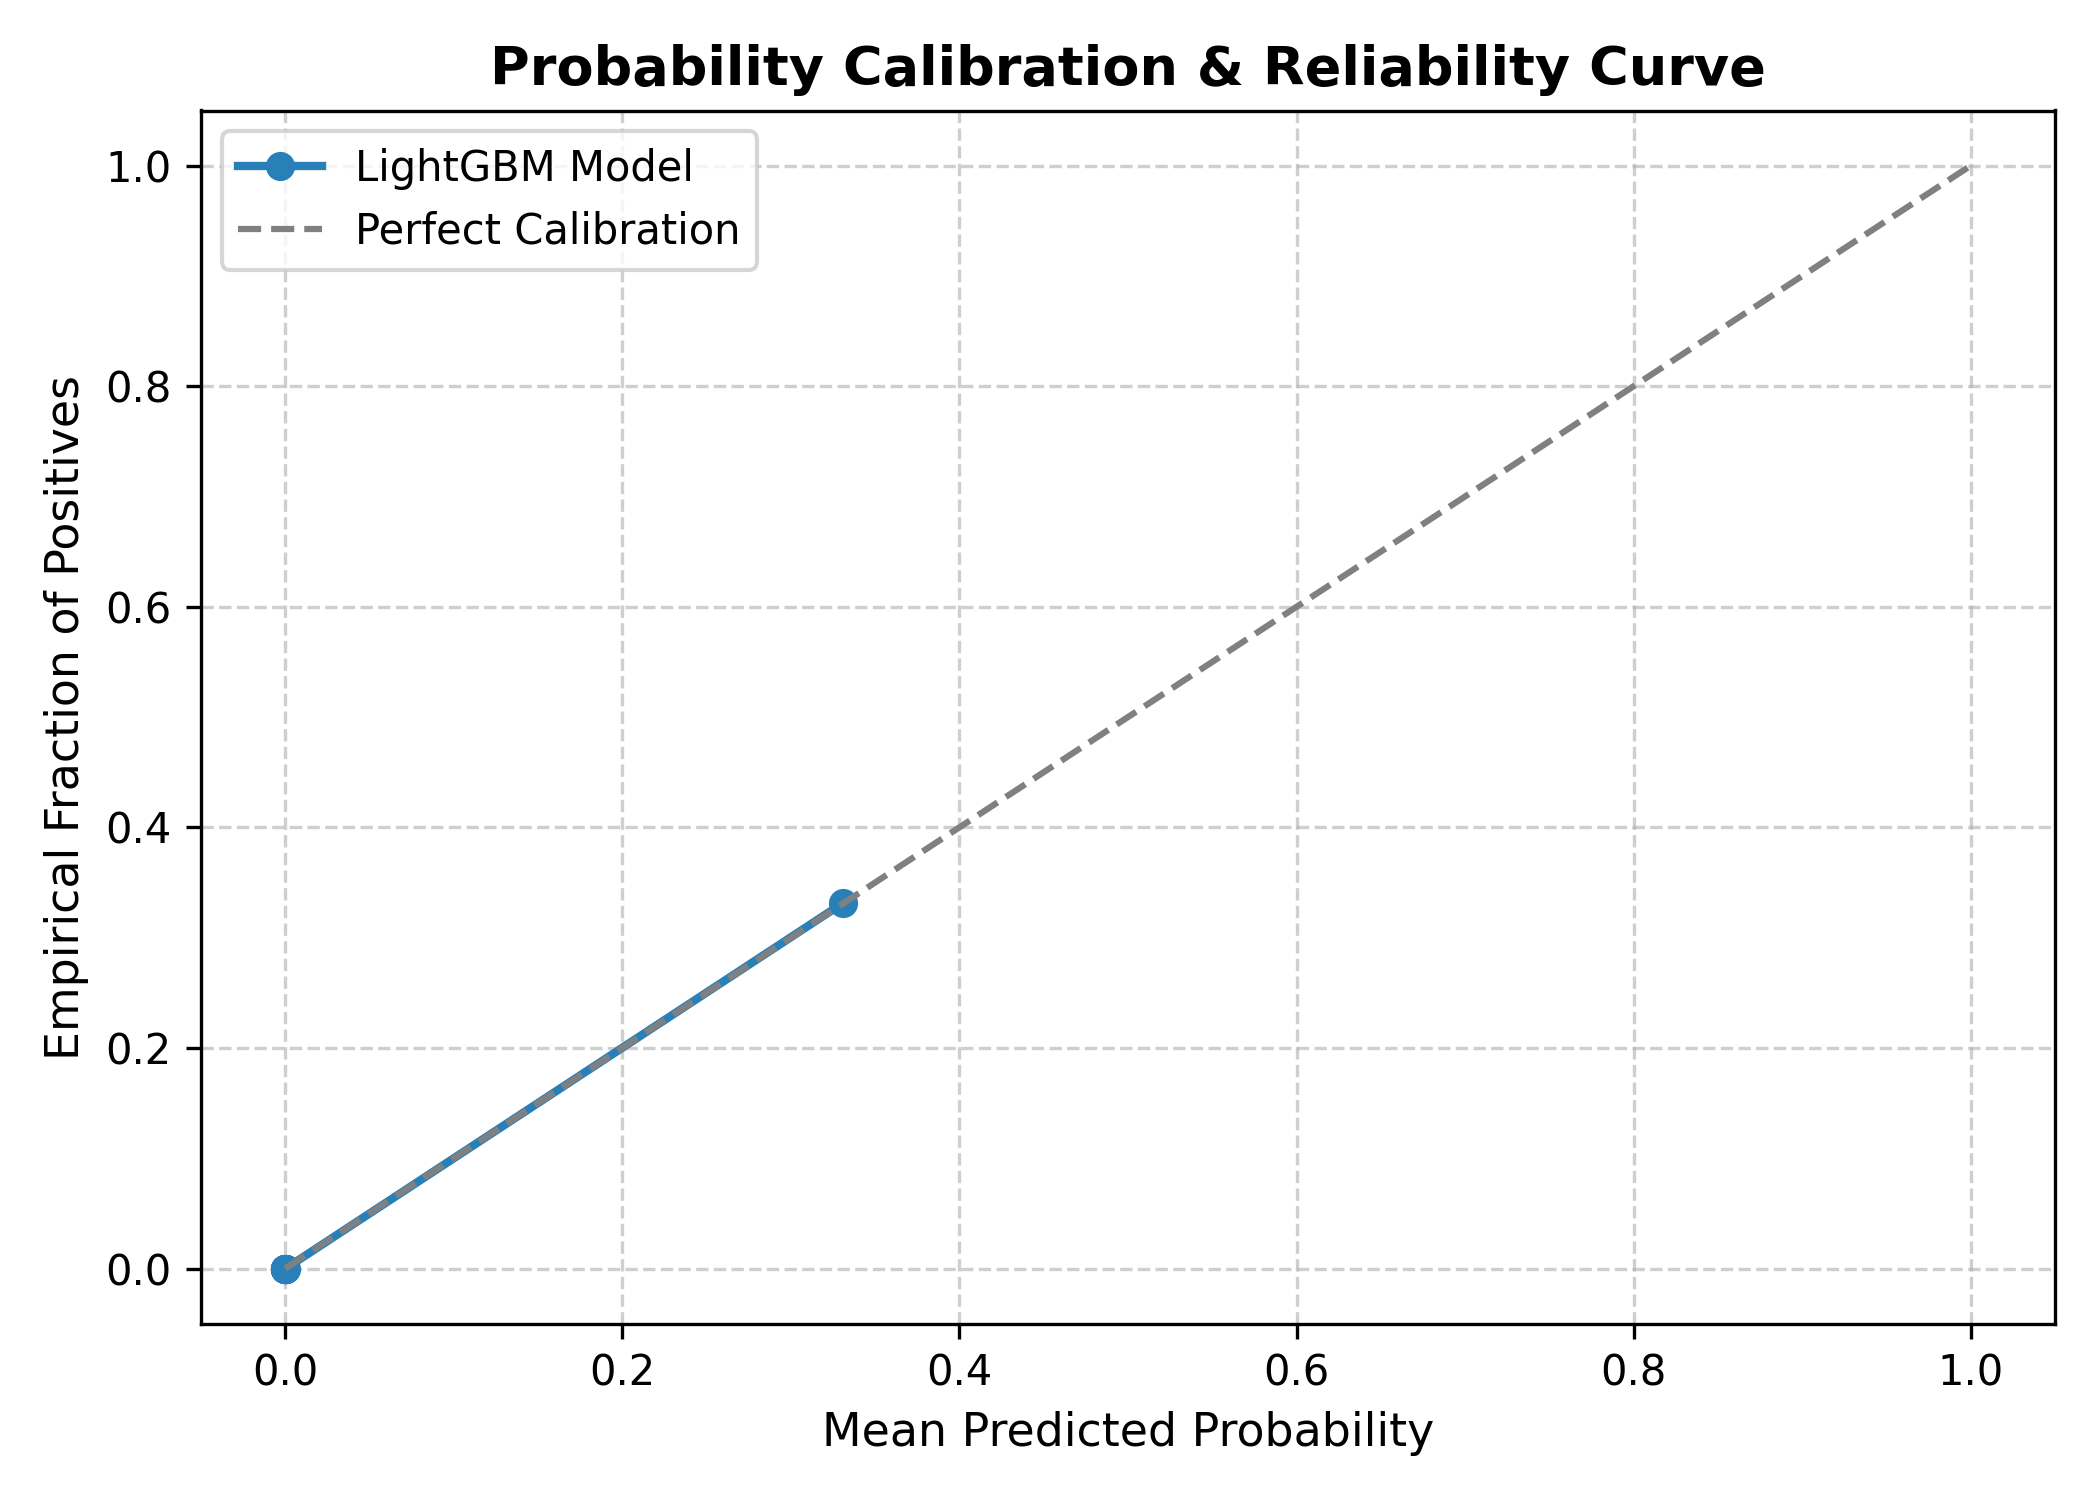 Probability Calibration & Reliability Curve
LightGBM Model
Perfect Calibration
Empirical Fraction of Positives
1.0
0.8
0.6
0.4
0.2
0.0
0.0 0.2 0.4 0.6 0.8 1.0
Mean Predicted Probability